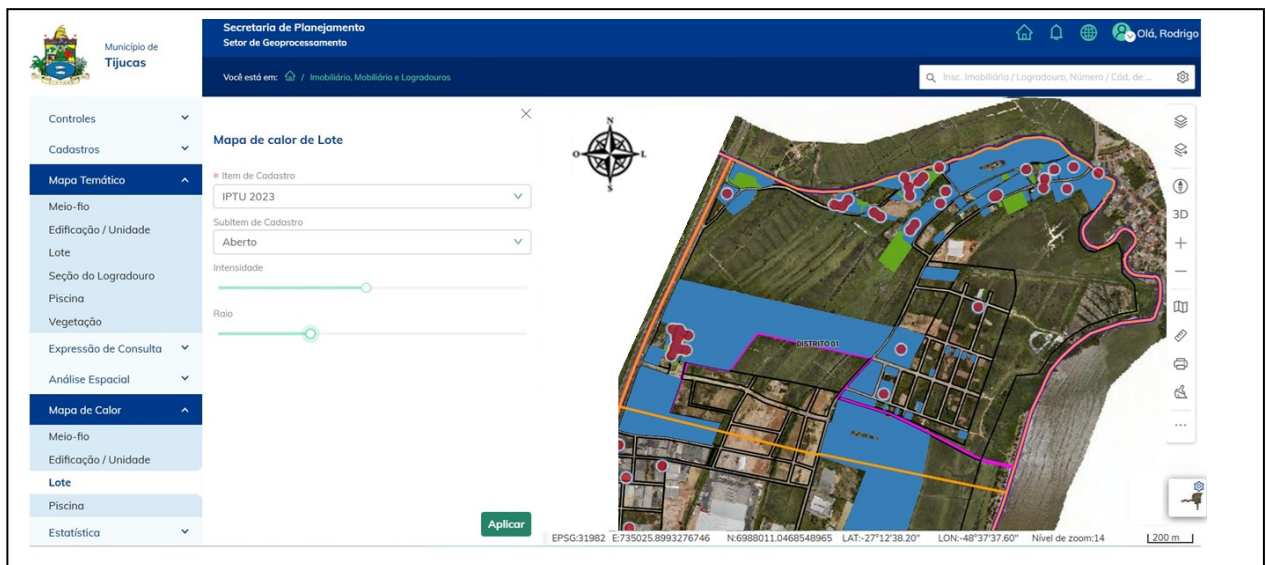 Município de
Tijucas
Secretaria de Planejamento
Setor de Geoprocessamento
Olá, Rodrigo
Você está em: / Imobiliário, Mobiliário e Logradouros
Insc. Imobiliária / Logradouro, Número / Cód. de ...
Controles
Cadastros
Mapa Temático
Meio-fio
Edificação / Unidade
Lote
Seção do Logradouro
Piscina
Vegetação
Expressão de Consulta
Análise Espacial
Mapa de Calor
Meio-fio
Edificação / Unidade
Lote
Piscina
Estatística
Mapa de calor de Lote
* Item de Cadastro
IPTU 2023
SubItem de Cadastro
Aberto
Intensidade
Raio
Aplicar
N
O
L
S
DISTRITO 01
3D
EPSG:31982 E:735025.8993276746 N:6988011.0468548965 LAT:-27°12'38.20" LON:-48°37'37.60" Nível de zoom:14
200 m